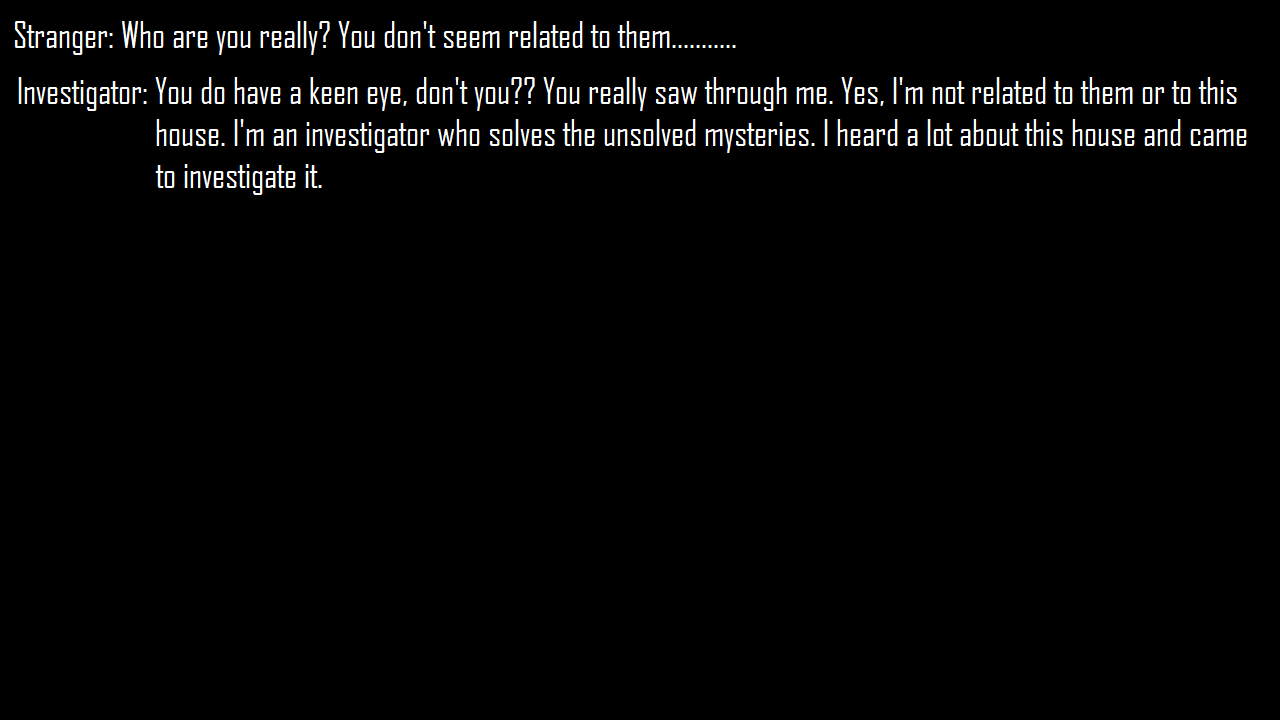 Stranger: Who are you really? You don't seem related to them...........
Investigator: You do have a keen eye, don't you?? You really saw through me. Yes, I'm not related to them or to this
house. I'm an investigator who solves the unsolved mysteries. I heard a lot about this house and came
to investigate it.